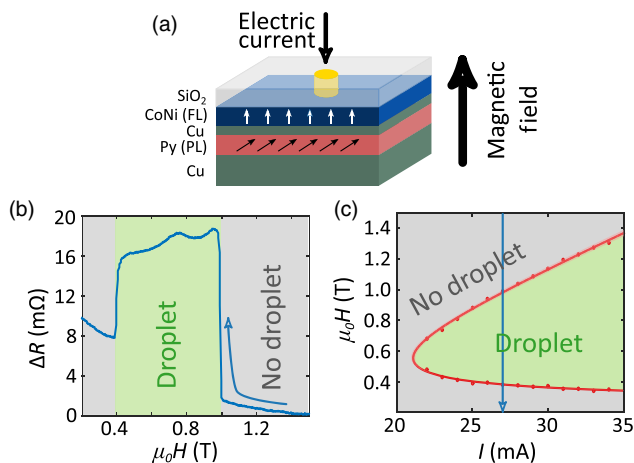 (a)
Electric
current
SiO₂
CoNi (FL)
Cu
Py (PL)
Cu
Magnetic
field
(b)
20
16
12
8
4
0
ΔR (mΩ)
Droplet
No droplet
0.4
0.8
1.2
μ₀H (T)
(c)
1.4
1.2
1.0
0.8
0.6
0.4
μ₀H (T)
No droplet
Droplet
20
25
30
35
I (mA)